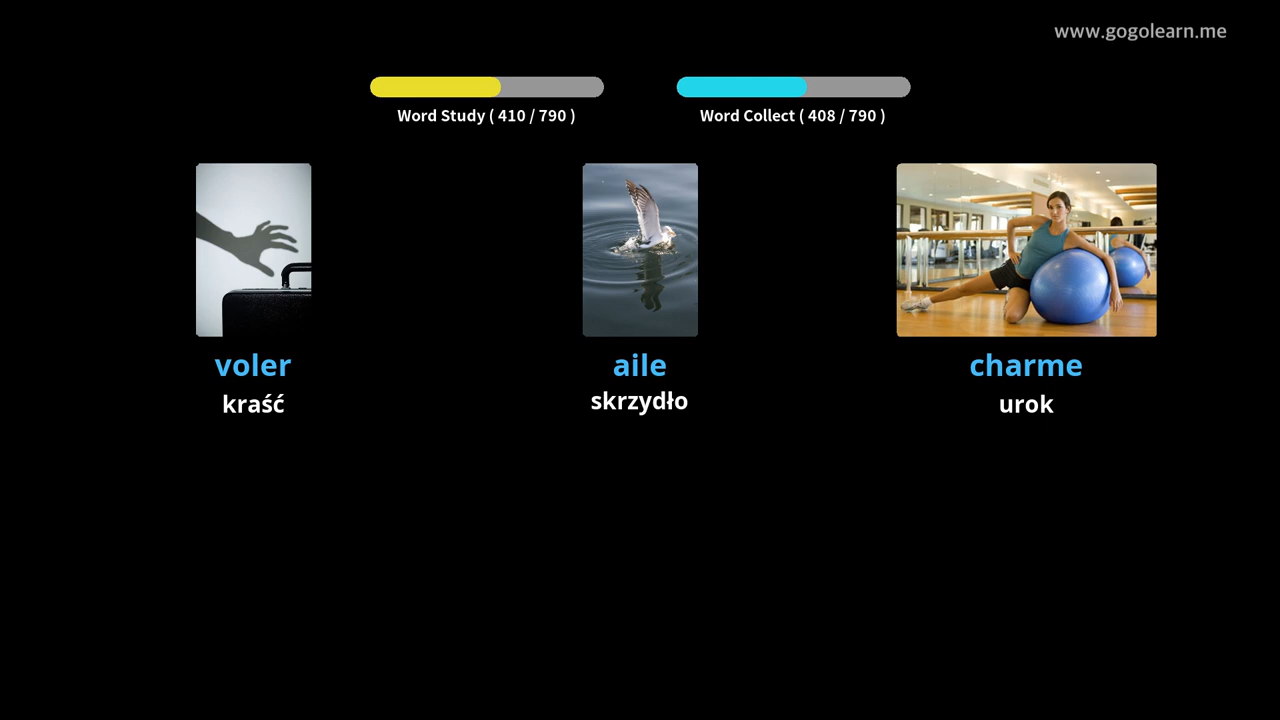 www.gogolearn.me
Word Study ( 410 / 790 )
Word Collect ( 408 / 790 )
voler
kraść
aile
skrzydło
charme
urok